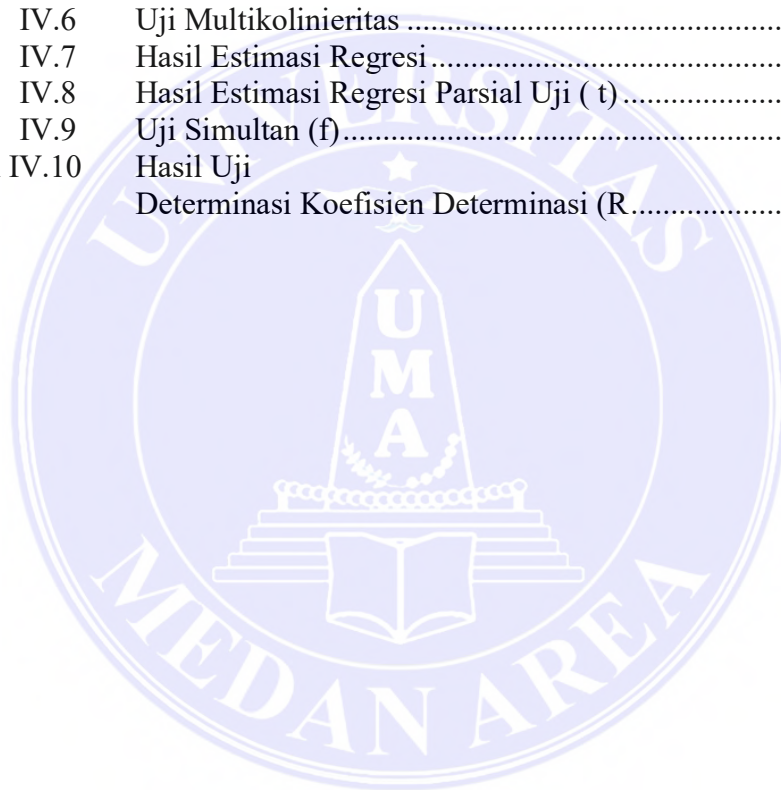 IV.6 Uji Multikolinieritas ........................................
IV.7 Hasil Estimasi Regresi.....................................
IV.8 Hasil Estimasi Regresi Parsial Uji ( t) ..................
IV.9 Uji Simultan (f)................................................
IV.10 Hasil Uji
Determinasi Koefisien Determinasi (R...................
UNIVERSITAS
UMA
MEDAN AREA